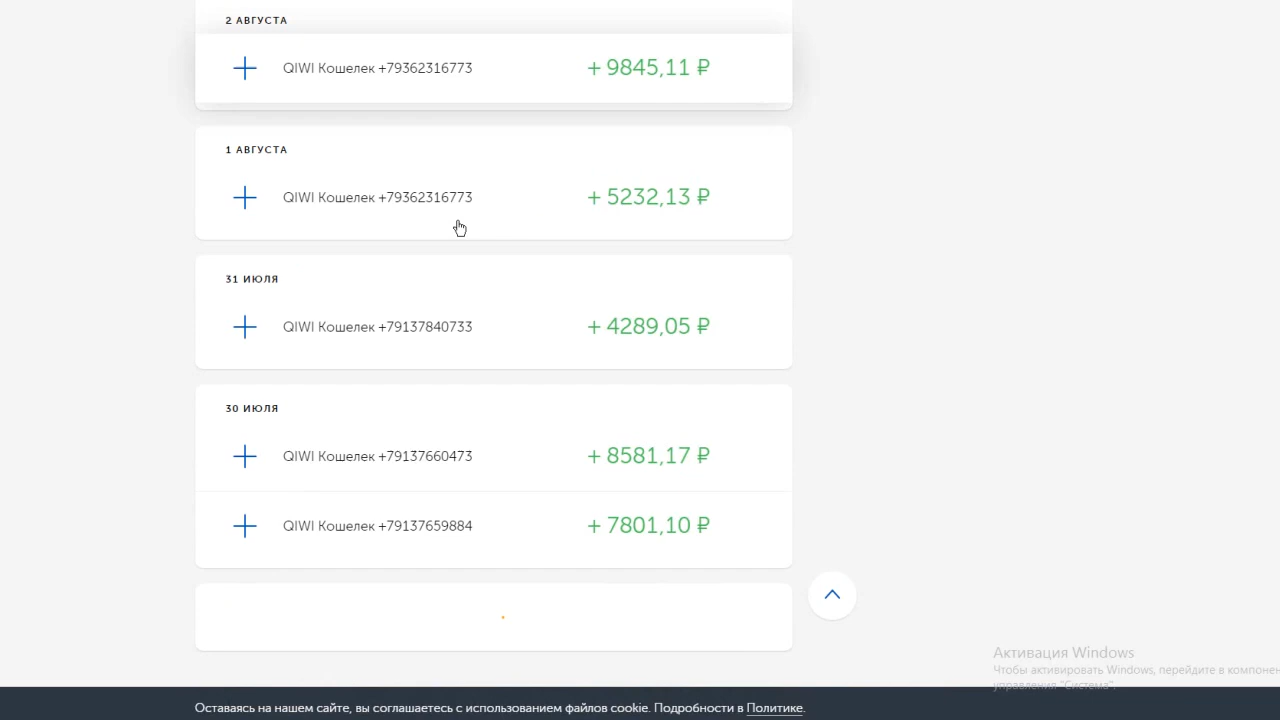 2 АВГУСТА
QIWI Кошелек +79362316773 + 9845,11 ₽
1 АВГУСТА
QIWI Кошелек +79362316773 + 5232,13 ₽
31 ИЮЛЯ
QIWI Кошелек +79137840733 + 4289,05 ₽
30 ИЮЛЯ
QIWI Кошелек +79137660473 + 8581,17 ₽
QIWI Кошелек +79137659884 + 7801,10 ₽
Активация Windows
Чтобы активировать Windows, перейдите в компонен
управления "Система".
Оставаясь на нашем сайте, вы соглашаетесь с использованием файлов cookie. Подробности в Политике.